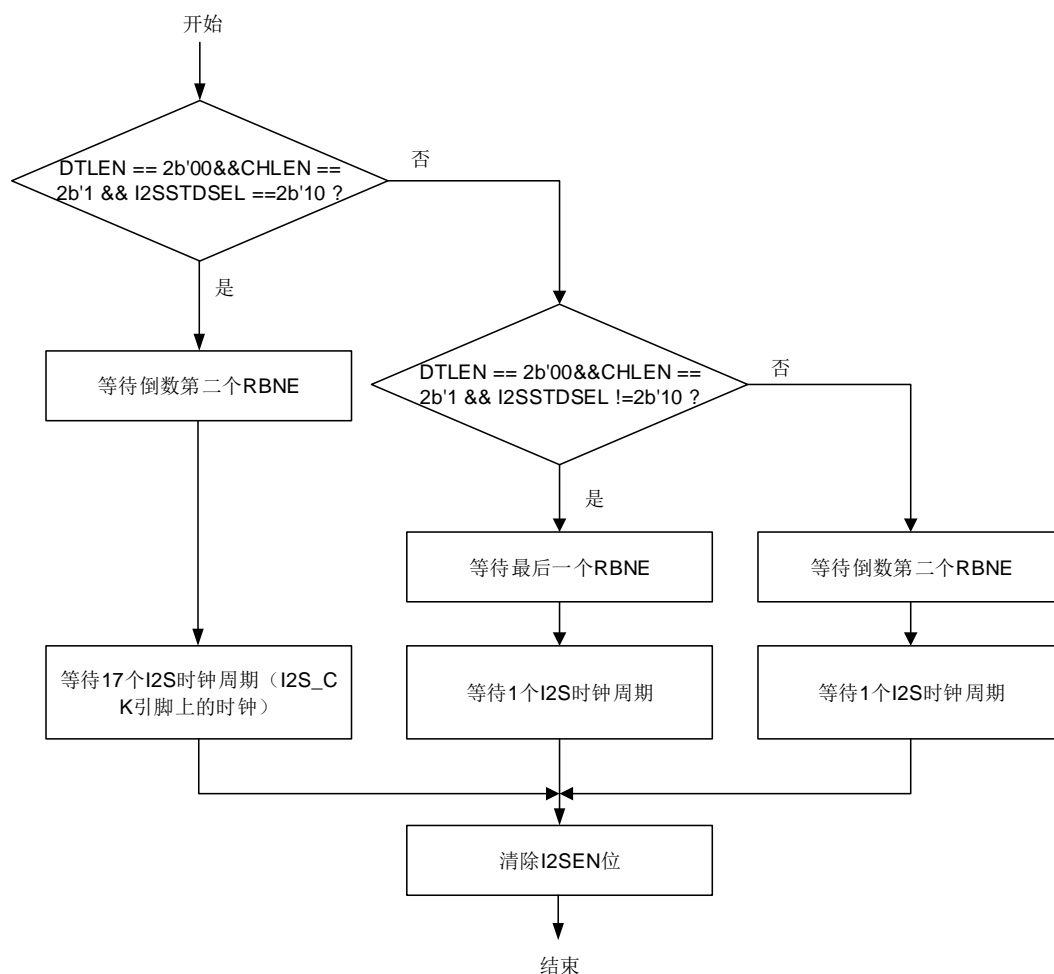 开始
DTLEN == 2b'00&&CHLEN ==
2b'1 && I2SSTDSEL ==2b'10 ?
否
是
等待倒数第二个RBNE
DTLEN == 2b'00&&CHLEN ==
2b'1 && I2SSTDSEL !=2b'10 ?
否
是
等待最后一个RBNE
等待倒数第二个RBNE
等待17个I2S时钟周期（I2S_C
K引脚上的时钟）
等待1个I2S时钟周期
等待1个I2S时钟周期
清除I2SEN位
结束